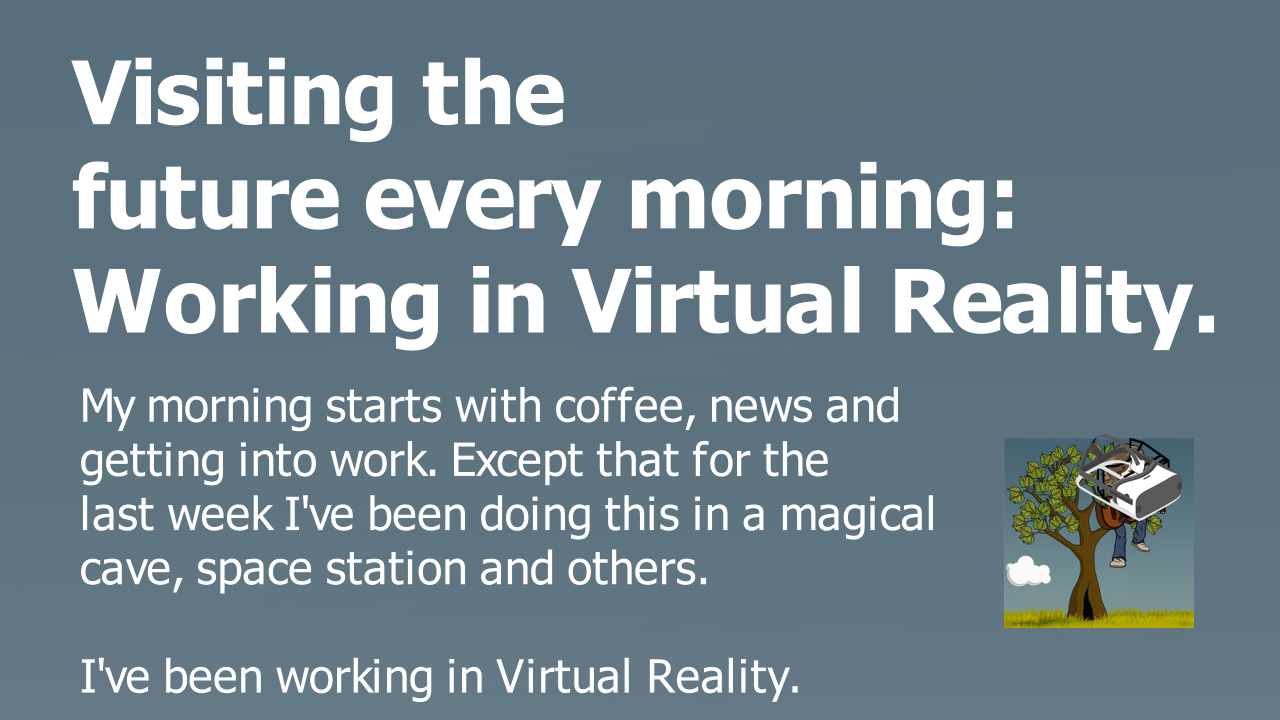 Visiting the
future every morning:
Working in Virtual Reality.
My morning starts with coffee, news and
getting into work. Except that for the
last week I've been doing this in a magical
cave, space station and others.
I've been working in Virtual Reality.